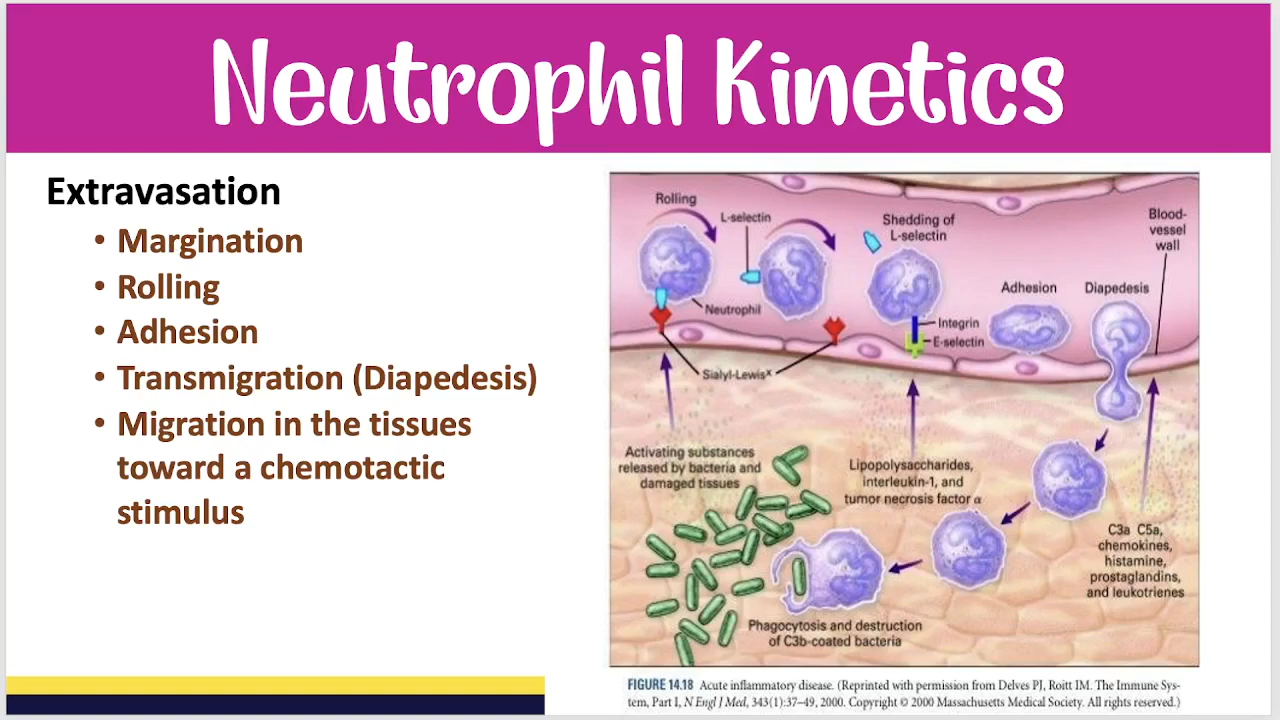 Neutrophil Kinetics
Extravasation
• Margination
• Rolling
• Adhesion
• Transmigration (Diapedesis)
• Migration in the tissues
toward a chemotactic
stimulus
Rolling
L-selectin
Shedding of
L-selectin
Blood-
vessel
wall
Neutrophil
Adhesion
Diapedesis
Integrin
E-selectin
Sialyl-Lewisˣ
Activating substances
released by bacteria and
damaged tissues
Lipopolysaccharides,
interleukin-1, and
tumor necrosis factor α
C3a C5a,
chemokines,
histamine,
prostaglandins,
and leukotrienes
Phagocytosis and destruction
of C3b-coated bacteria
FIGURE 14.18 Acute inflammatory disease. (Reprinted with permission from Delves PJ, Roitt IM. The Immune Sys-
tem, Part I, N Engl J Med, 343(1):37–49, 2000. Copyright © 2000 Massachusetts Medical Society. All rights reserved.)